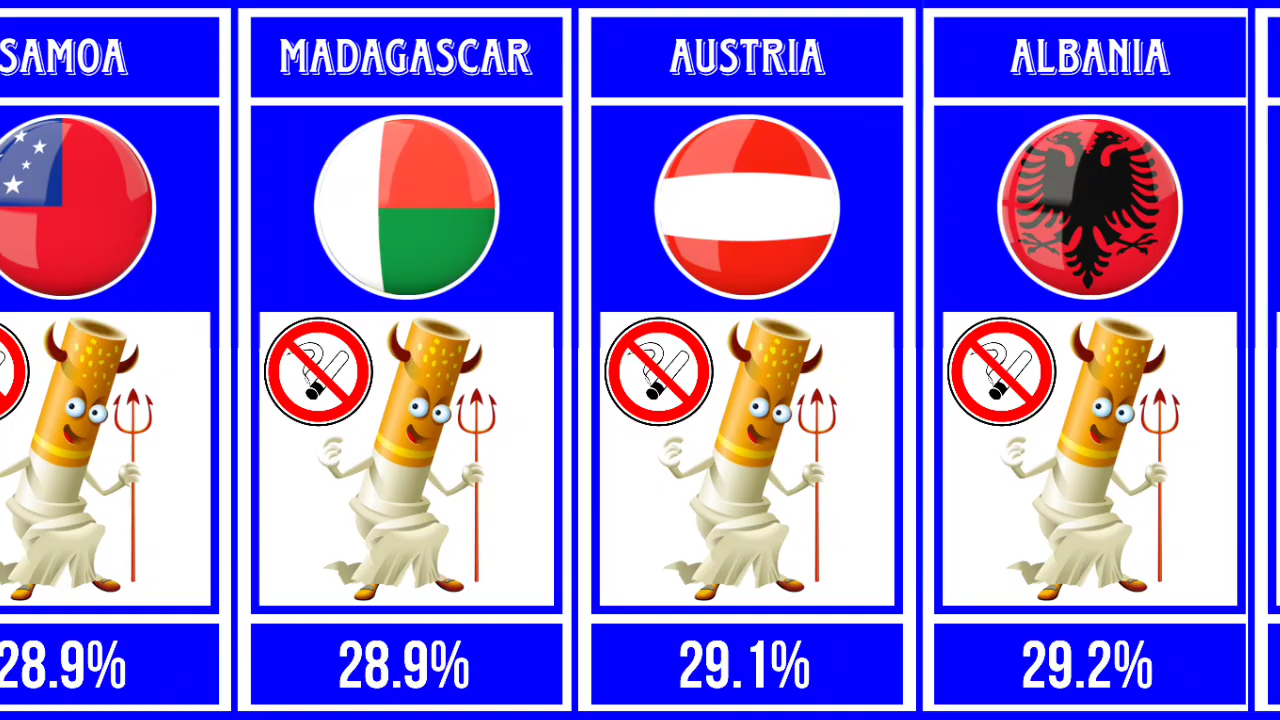 SAMOA
MADAGASCAR
AUSTRIA
ALBANIA
28.9%
28.9%
29.1%
29.2%